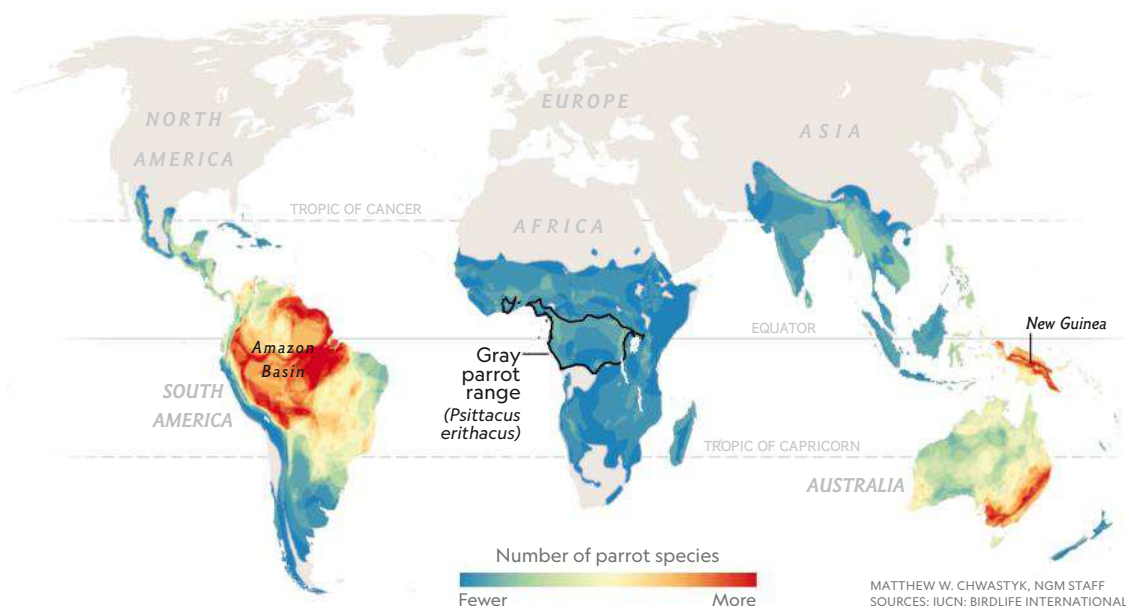 NORTH
AMERICA
EUROPE
ASIA
TROPIC OF CANCER
AFRICA
EQUATOR
New Guinea
Amazon
Basin
Gray
parrot
range
(Psittacus
erithacus)
SOUTH
AMERICA
TROPIC OF CAPRICORN
AUSTRALIA
Number of parrot species
Fewer
More
MATTHEW W. CHWASTYK, NGM STAFF
SOURCES: IUCN; BIRDLIFE INTERNATIONAL